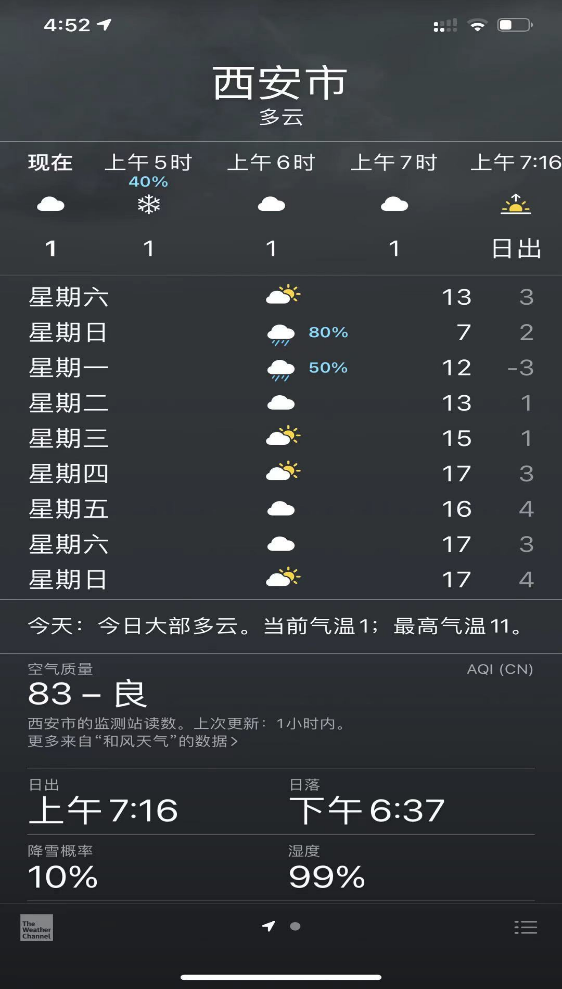 4:52
西安市
多云
现在 上午5时 上午6时 上午7时 上午7:16
40%
1 1 1 1 日出
星期六 13 3
星期日 80% 7 2
星期一 50% 12 -3
星期二 13 1
星期三 15 1
星期四 17 3
星期五 16 4
星期六 17 3
星期日 17 4
今天：今日大部多云。当前气温1；最高气温11。
空气质量 AQI (CN)
83 – 良
西安市的监测站读数。上次更新：1小时内。
更多来自“和风天气”的数据>
日出 日落
上午7:16 下午6:37
降雪概率 湿度
10% 99%
The
Weather
Channel